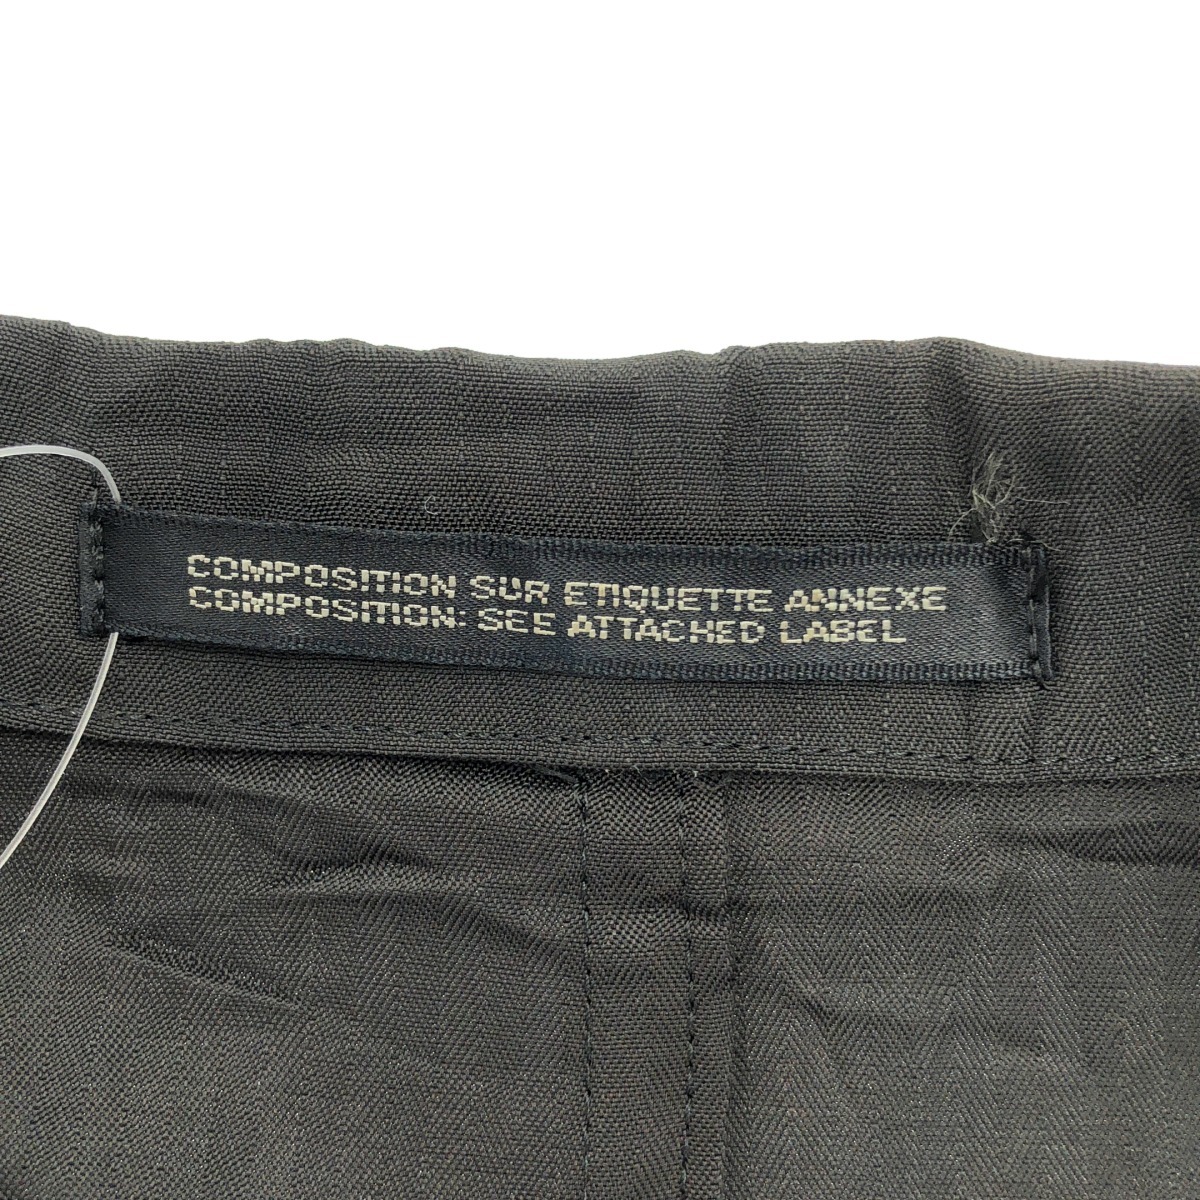 COMPOSITION SUR ETIQUETTE ANNEXE
COMPOSITION: SEE ATTACHED LABEL